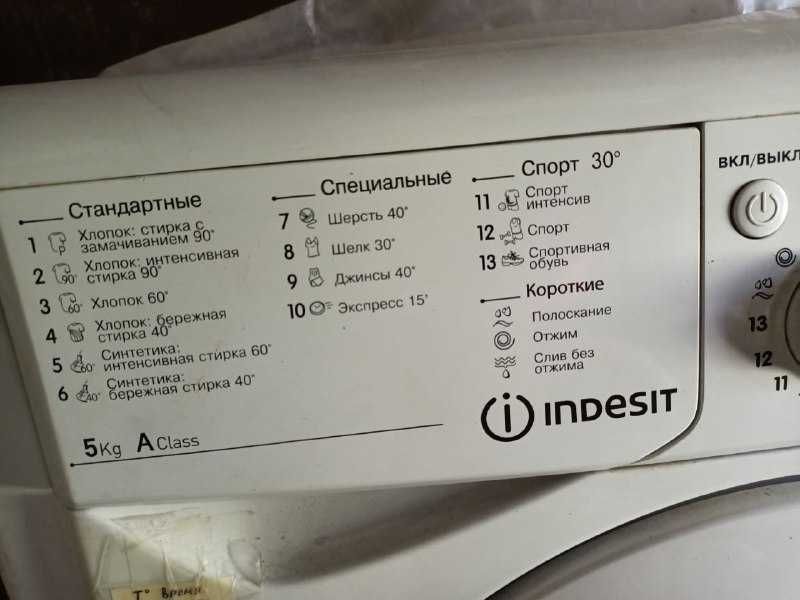 Стандартные
1 Хлопок: стирка с
замачиванием 90°
2 Хлопок: интенсивная
стирка 90°
3 Хлопок 60°
4 Хлопок: бережная
стирка 40°
5 Синтетика:
интенсивная стирка 60°
6 Синтетика:
бережная стирка 40°
5Kg A Class
Специальные
7 Шерсть 40°
8 Шелк 30°
9 Джинсы 40°
10 Экспресс 15'
Спорт 30°
11 Спорт
интенсив
12 Спорт
13 Спортивная
обувь
Короткие
Полоскание
Отжим
Слив без
отжима
INDESIT
ВКЛ/ВЫКЛ
13
12
11
T° время